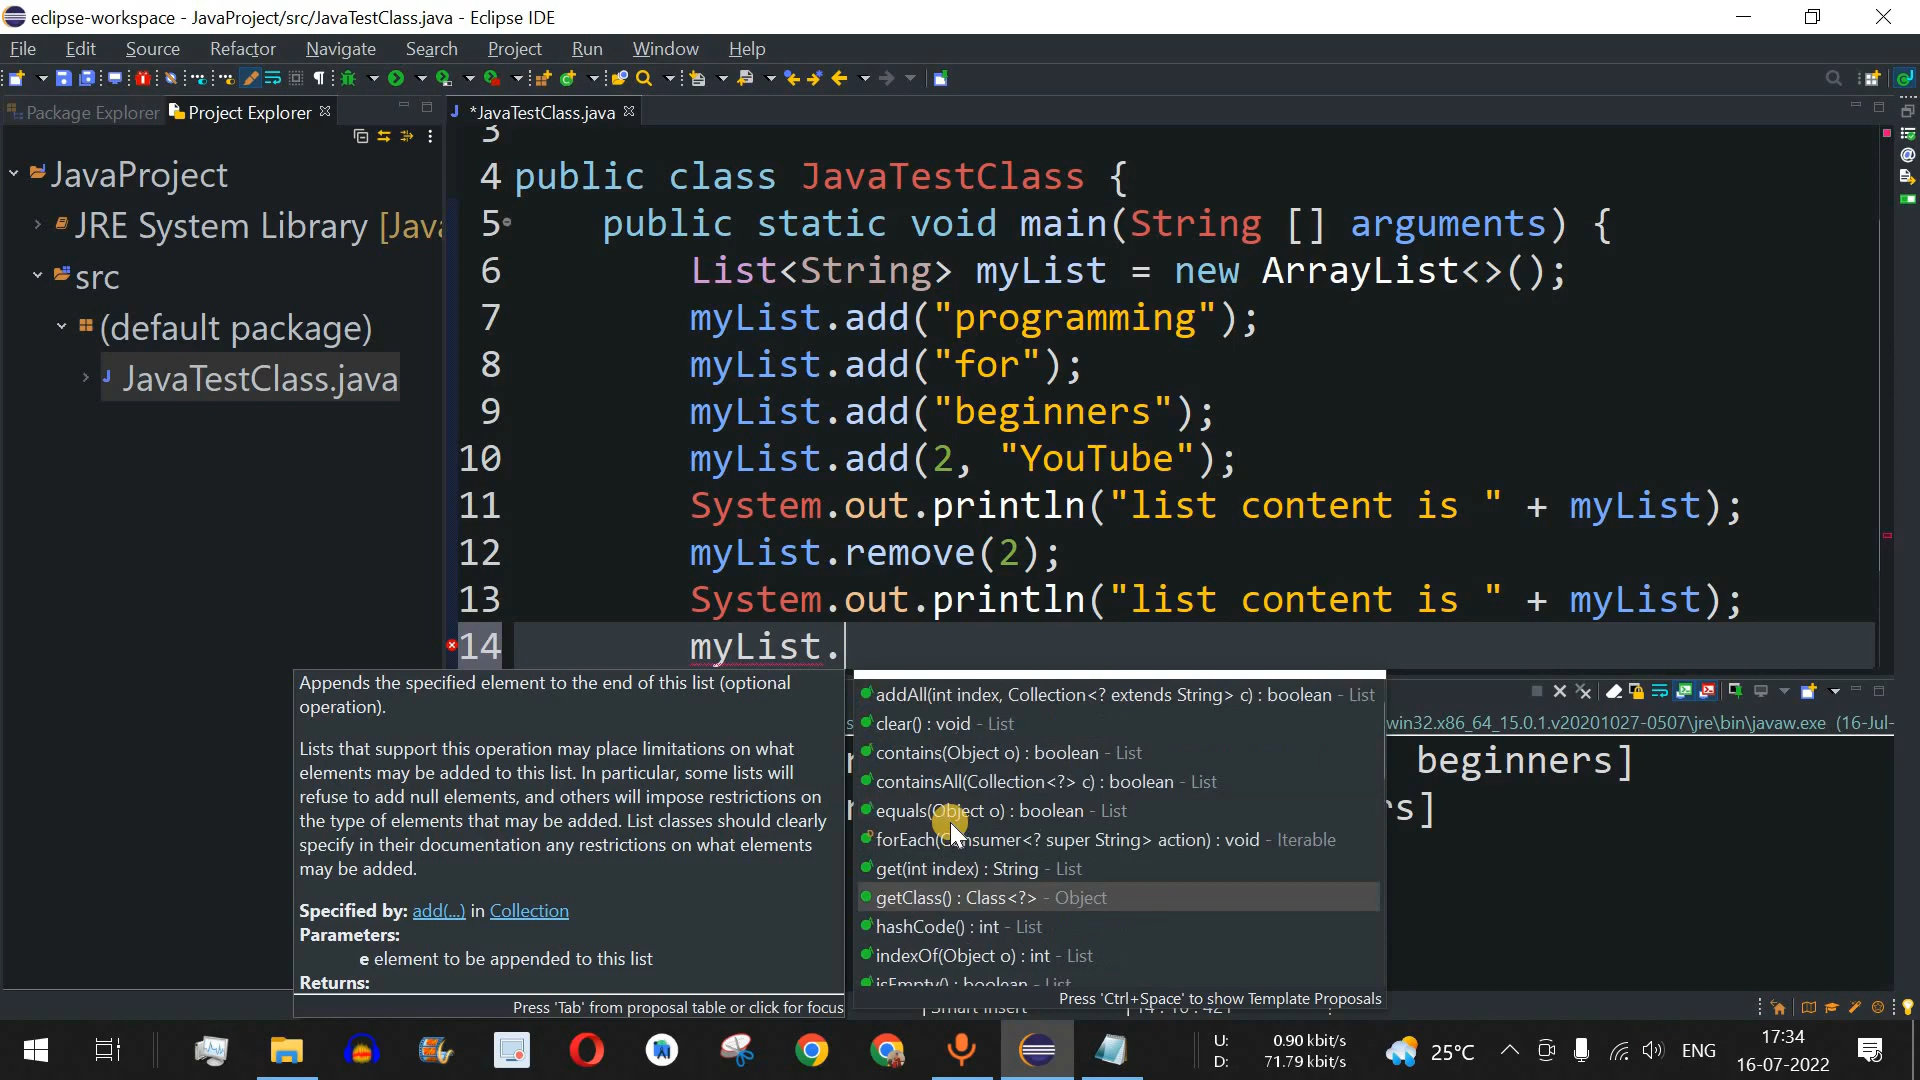 eclipse-workspace - JavaProject/src/JavaTestClass.java - Eclipse IDE
File Edit Source Refactor Navigate Search Project Run Window Help
Package Explorer Project Explorer
*JavaTestClass.java
JavaProject
JRE System Library [Java
src
(default package)
JavaTestClass.java
3
4 public class JavaTestClass {
5 public static void main(String [] arguments) {
6 List<String> myList = new ArrayList<>();
7 myList.add("programming");
8 myList.add("for");
9 myList.add("beginners");
10 myList.add(2, "YouTube");
11 System.out.println("list content is " + myList);
12 myList.remove(2);
13 System.out.println("list content is " + myList);
14 myList.
Appends the specified element to the end of this list (optional
operation).
Lists that support this operation may place limitations on what
elements may be added to this list. In particular, some lists will
refuse to add null elements, and others will impose restrictions on
the type of elements that may be added. List classes should clearly
specify in their documentation any restrictions on what elements
may be added.
Specified by: add(...) in Collection
Parameters:
e element to be appended to this list
Returns:
Press 'Tab' from proposal table or click for focus
addAll(int index, Collection<? extends String> c) : boolean - List
clear() : void - List
contains(Object o) : boolean - List
containsAll(Collection<?> c) : boolean - List
equals(Object o) : boolean - List
forEach(Consumer<? super String> action) : void - Iterable
get(int index) : String - List
getClass() : Class<?> - Object
hashCode() : int - List
indexOf(Object o) : int - List
isEmpty() : boolean - List
Press 'Ctrl+Space' to show Template Proposals
win32.x86_64_15.0.1.v20201027-0507\jre\bin\javaw.exe (16-Jul-
beginners]
rs]
Smart Insert
U: 0.90 kbit/s
D: 71.79 kbit/s
25°C
ENG
17:34
16-07-2022